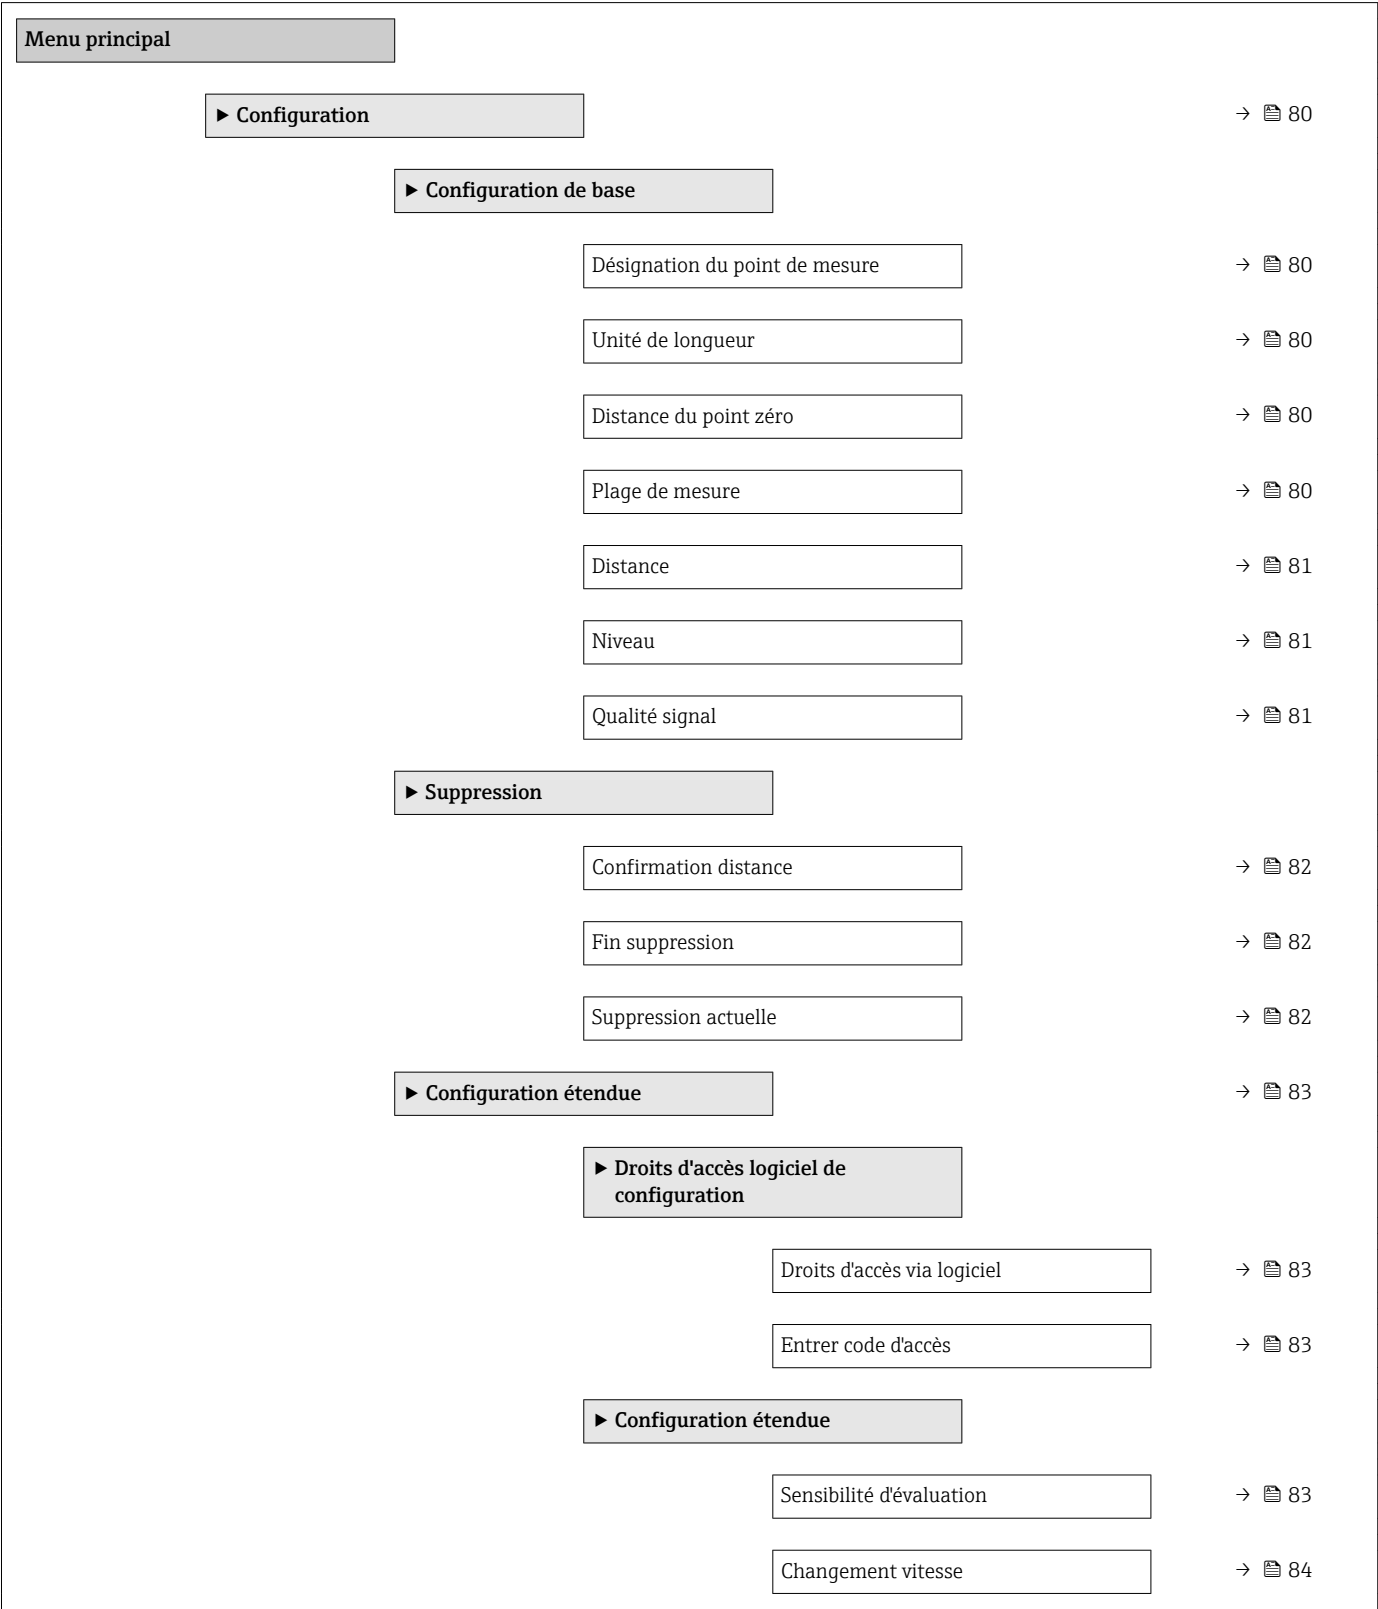 Menu principal
▶ Configuration → 80
▶ Configuration de base
Désignation du point de mesure → 80
Unité de longueur → 80
Distance du point zéro → 80
Plage de mesure → 80
Distance → 81
Niveau → 81
Qualité signal → 81
▶ Suppression
Confirmation distance → 82
Fin suppression → 82
Suppression actuelle → 82
▶ Configuration étendue → 83
▶ Droits d'accès logiciel de
configuration
Droits d'accès via logiciel → 83
Entrer code d'accès → 83
▶ Configuration étendue
Sensibilité d'évaluation → 83
Changement vitesse → 84